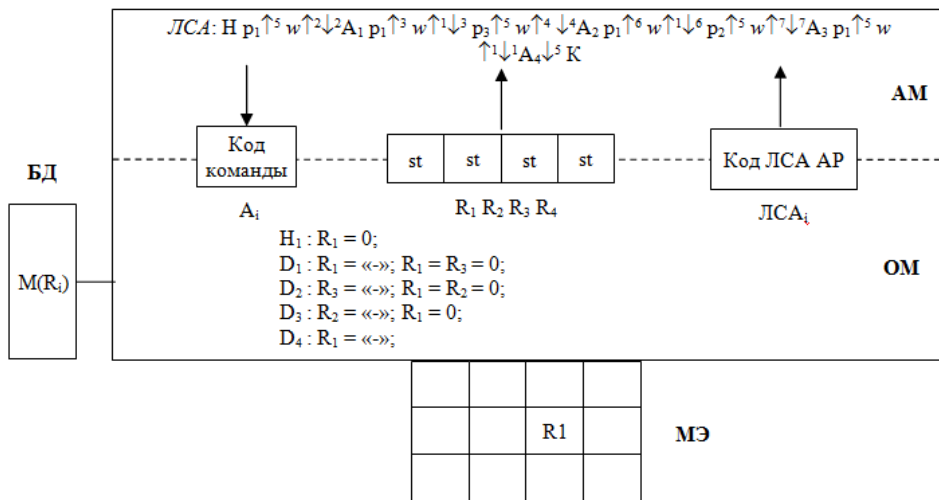 ЛСА: Н p₁↑⁵ w↑²↓²A₁ p₁↑³ w↑¹↓³ p₃↑⁵ w↑⁴ ↓⁴A₂ p₁↑⁶ w↑¹↓⁶ p₂↑⁵ w↑⁷↓⁷A₃ p₁↑⁵ w
↑¹↓¹A₄↓⁵ К
АМ
Код
команды
st st st st
Код ЛСА АР
БД
Aᵢ
R₁ R₂ R₃ R₄
ЛСАᵢ
H₁ : R₁ = 0;
D₁ : R₁ = «-»; R₁ = R₃ = 0;
ОМ
M(Rᵢ)
D₂ : R₃ = «-»; R₁ = R₂ = 0;
D₃ : R₂ = «-»; R₁ = 0;
D₄ : R₁ = «-»;
R1
МЭ